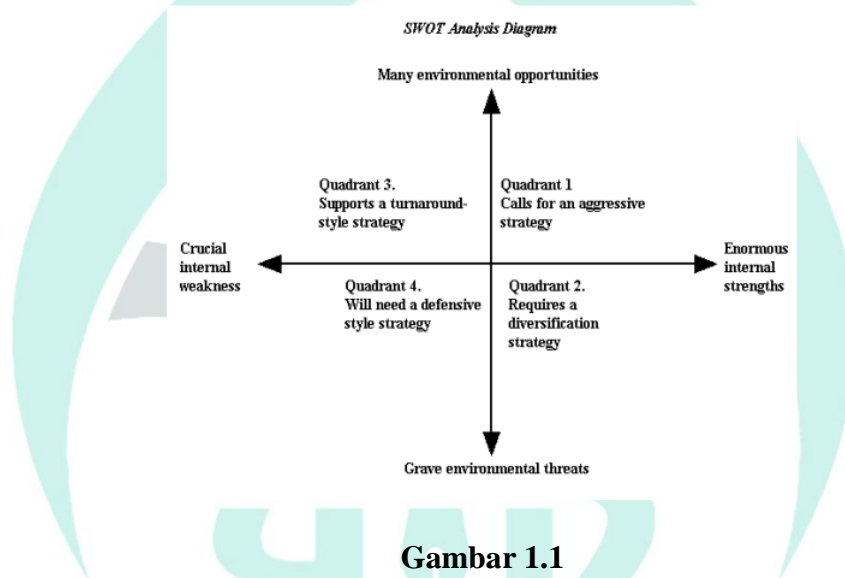 SWOT Analysis Diagram
Many environmental opportunities
Quadrant 3.
Supports a turnaround-
style strategy
Quadrant 1
Calls for an aggressive
strategy
Crucial
internal
weakness
Enormous
internal
strengths
Quadrant 4.
Will need a defensive
style strategy
Quadrant 2.
Requires a
diversification
strategy
Grave environmental threats
Gambar 1.1